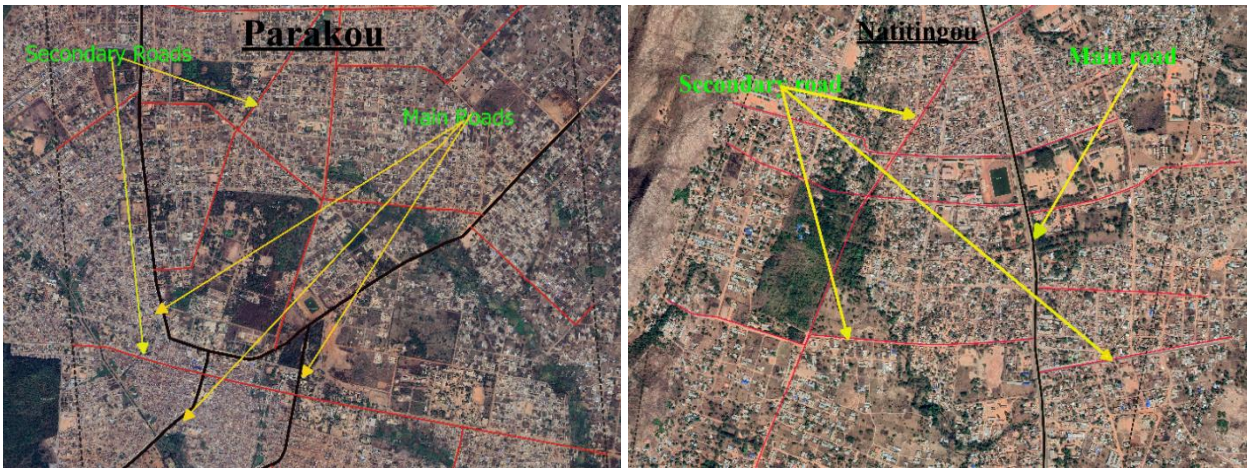 Parakou
Secondary Roads
Main Roads
Natitingou
Main road
Secondary road